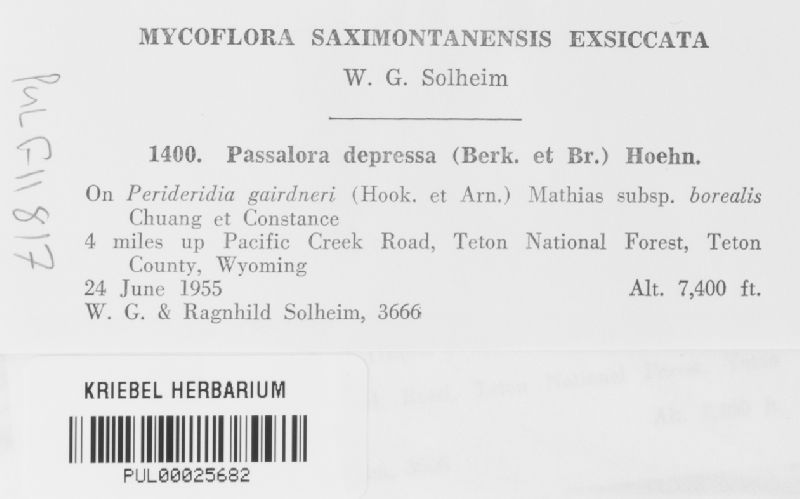 MYCOFLORA SAXIMONTANENSIS EXSICCATA
W. G. Solheim
1400. Passalora depressa (Berk. et Br.) Hoehn.
On Perideridia gairdneri (Hook. et Arn.) Mathias subsp. borealis
Chuang et Constance
4 miles up Pacific Creek Road, Teton National Forest, Teton
County, Wyoming
24 June 1955 Alt. 7,400 ft.
W. G. & Ragnhild Solheim, 3666
PUL F11817
KRIEBEL HERBARIUM
PUL00025682